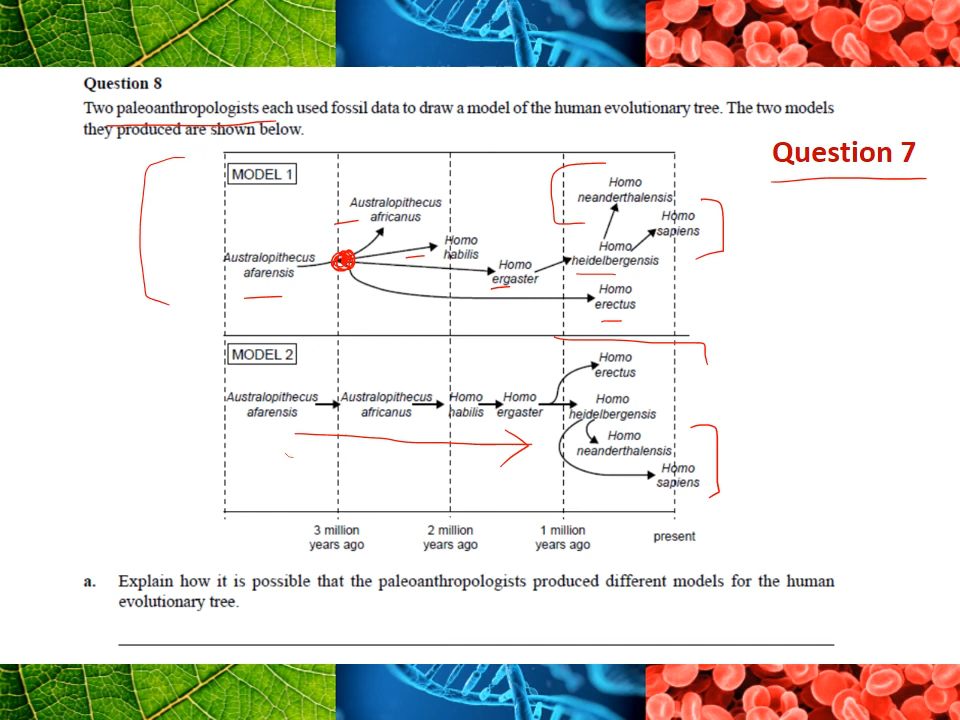 Question 8
Two paleoanthropologists each used fossil data to draw a model of the human evolutionary tree. The two models
they produced are shown below.
Question 7
MODEL 1
Homo
neanderthalensis
Australopithecus
africanus
Homo
sapiens
Homo
habilis
Homo
heidelbergensis
Australopithecus
afarensis
Homo
ergaster
Homo
erectus
MODEL 2
Homo
erectus
Australopithecus
afarensis
Australopithecus
africanus
Homo
habilis
Homo
ergaster
Homo
heidelbergensis
Homo
neanderthalensis
Homo
sapiens
3 million
years ago
2 million
years ago
1 million
years ago
present
a. Explain how it is possible that the paleoanthropologists produced different models for the human
evolutionary tree.